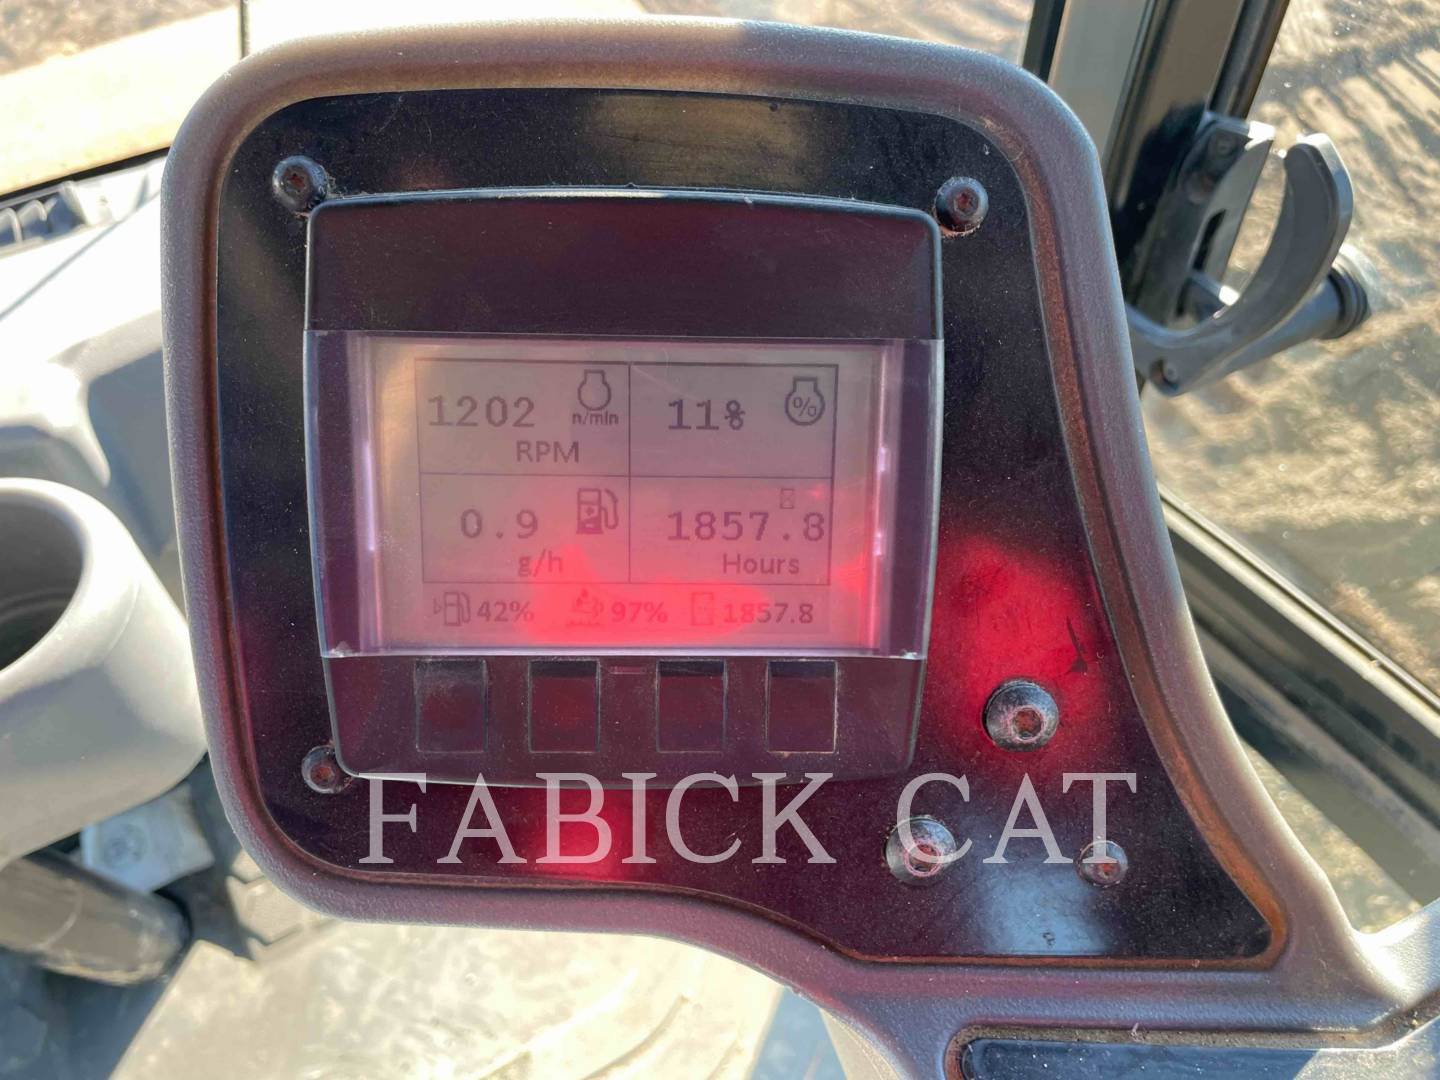 1202 n/min 11% %
RPM
0.9 1857.8
g/h Hours
42% 97% 1857.8
FABICK CAT